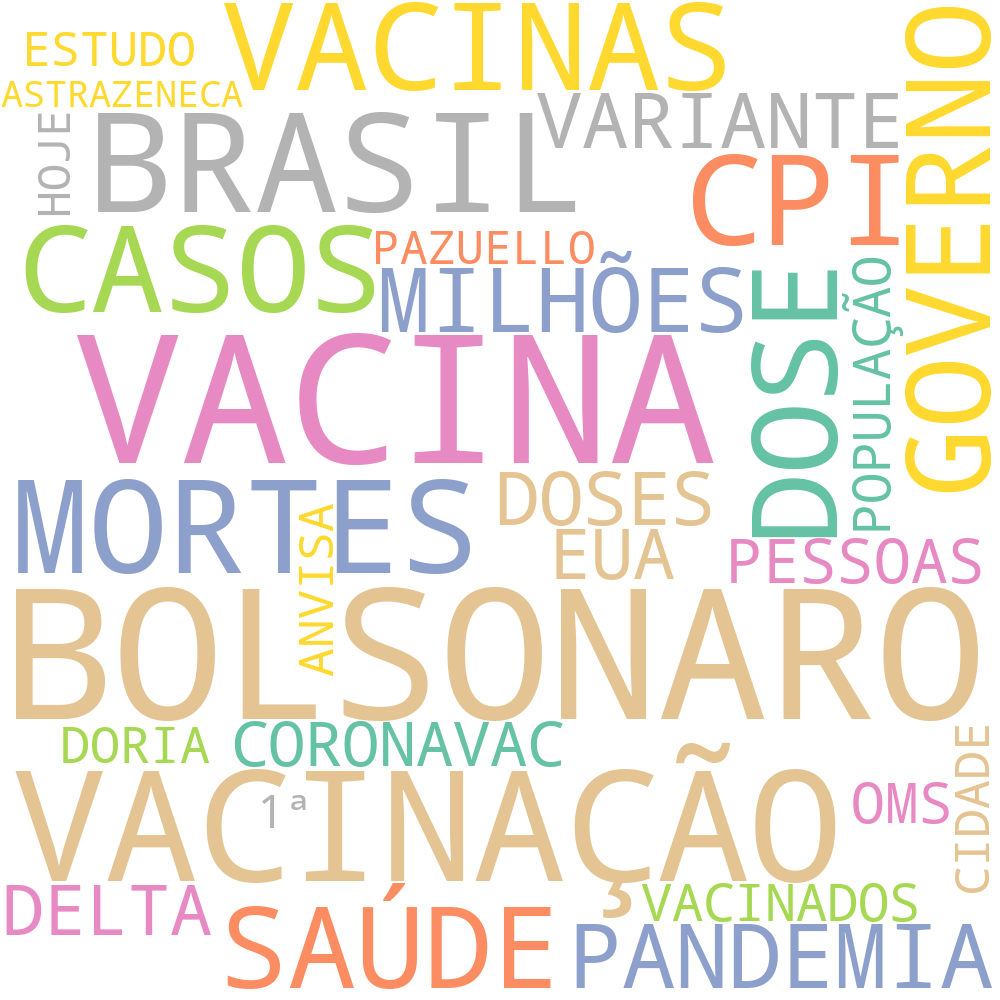 VACINAS
ESTUDO
ASTRAZENECA
GOVERNO
VARIANTE
HOJE
BRASIL
CPI
CASOS
PAZUELLO
MILHÕES
DOSE
POPULAÇÃO
VACINA
MORTES
DOSES
ANVISA
EUA
PESSOAS
BOLSONARO
DORIA
CORONAVAC
CIDADE
VACINAÇÃO
1ª
OMS
DELTA
VACINADOS
SAÚDE
PANDEMIA